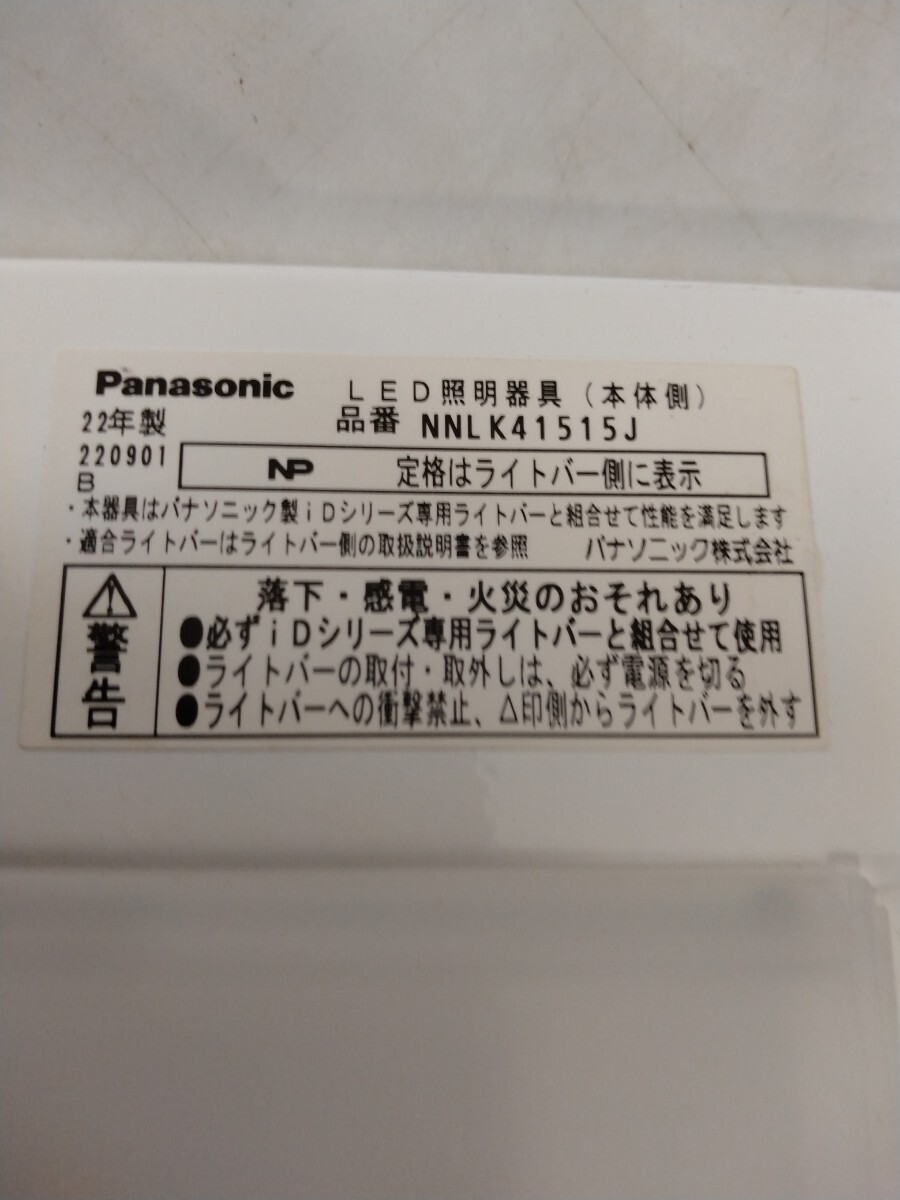 Panasonic LED照明器具(本体側)
22年製 品番 NNLK41515J
220901
B
NP 定格はライトバー側に表示
・本器具はパナソニック製iDシリーズ専用ライトバーと組合せて性能を満足します
・適合ライトバーはライトバー側の取扱説明書を参照 パナソニック株式会社
警告
落下・感電・火災のおそれあり
●必ずiDシリーズ専用ライトバーと組合せて使用
●ライトバーの取付・取外しは、必ず電源を切る
●ライトバーへの衝撃禁止、△印側からライトバーを外す